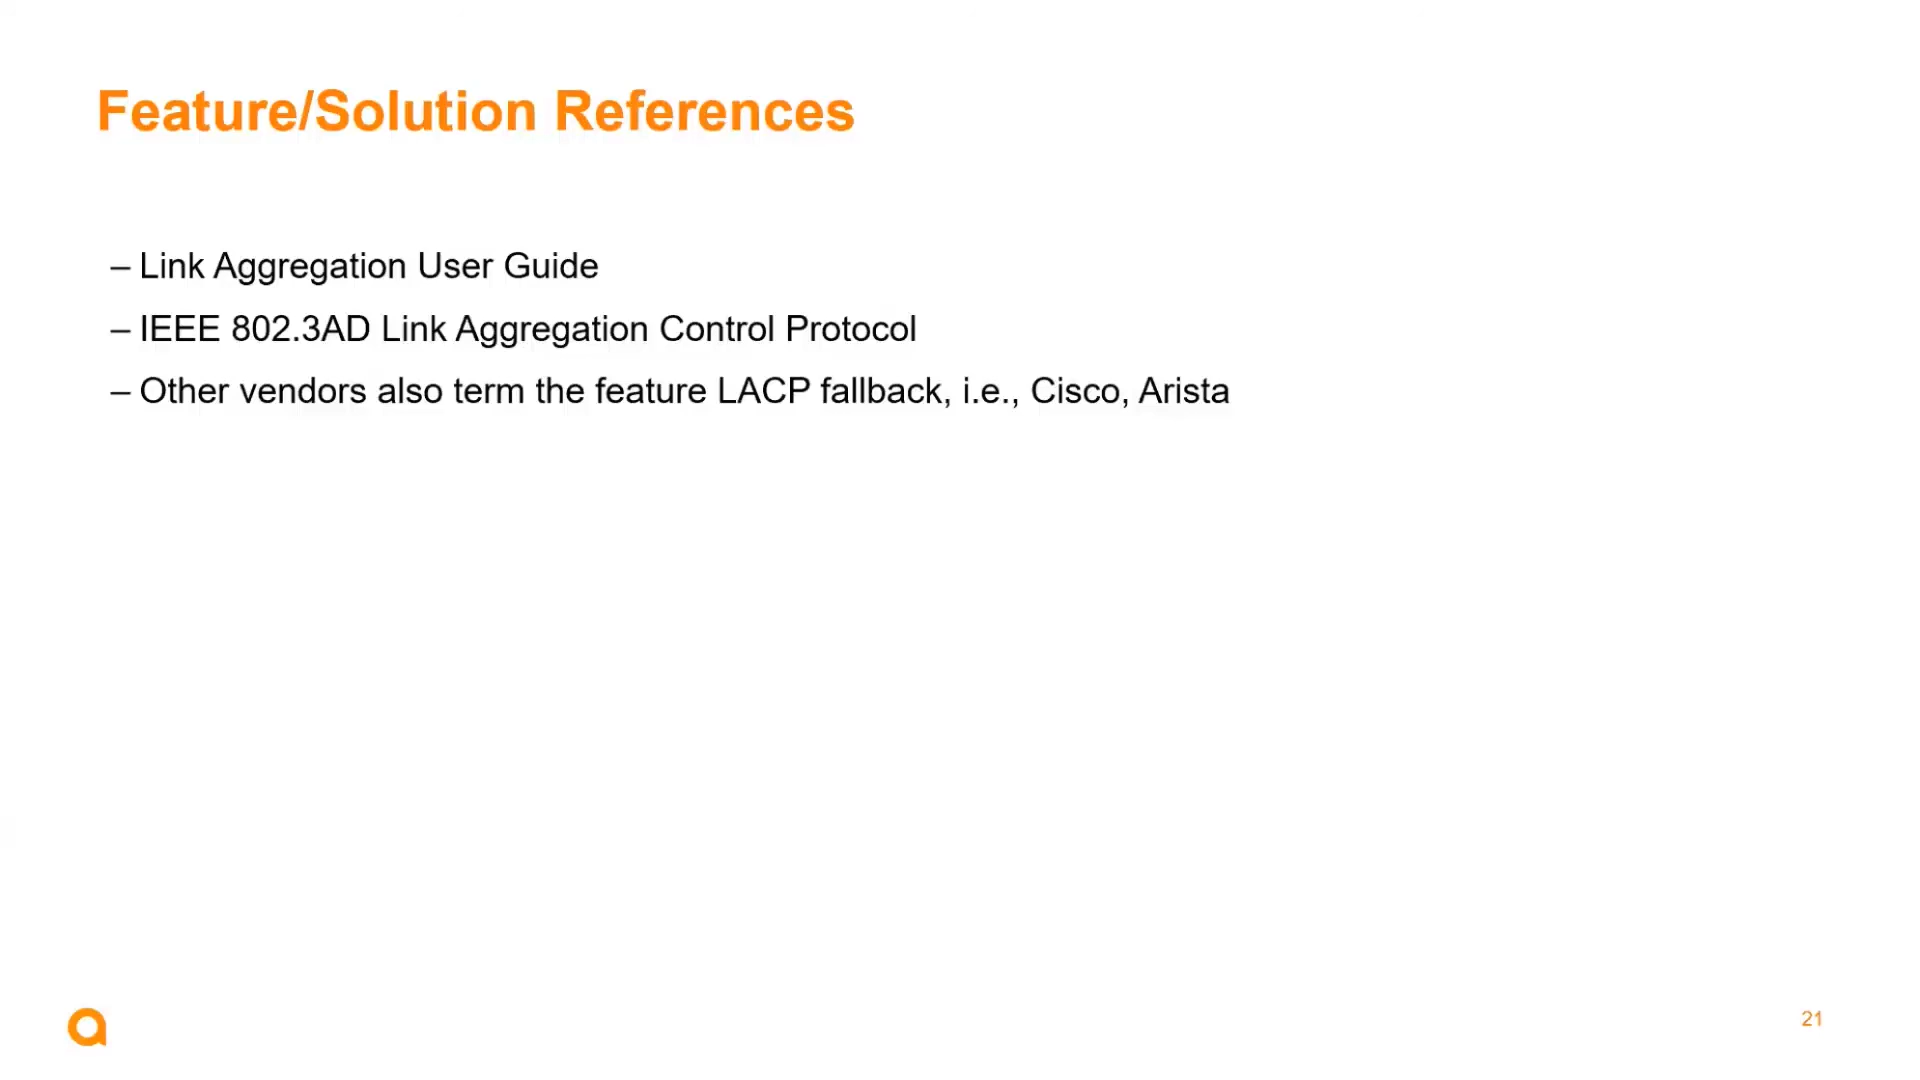 Feature/Solution References
– Link Aggregation User Guide
– IEEE 802.3AD Link Aggregation Control Protocol
– Other vendors also term the feature LACP fallback, i.e., Cisco, Arista
21